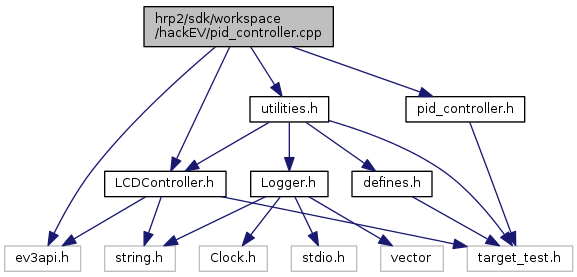 hrp2/sdk/workspace
/hackEV/pid_controller.cpp
utilities.h
pid_controller.h
LCDController.h
Logger.h
defines.h
ev3api.h
string.h
Clock.h
stdio.h
vector
target_test.h